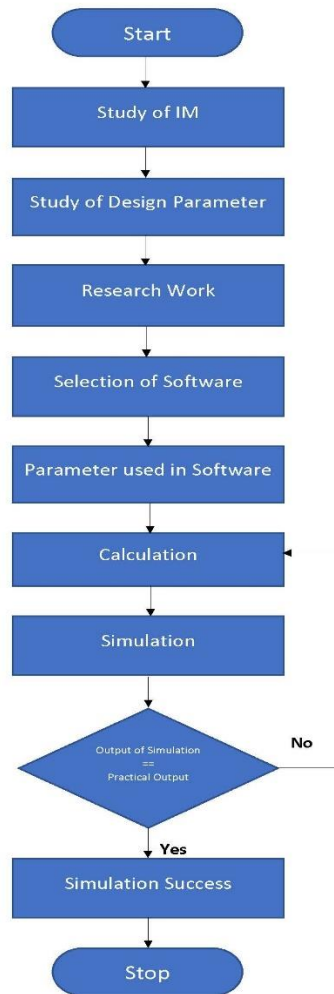 Start
Study of IM
Study of Design Parameter
Research Work
Selection of Software
Parameter used in Software
Calculation
Simulation
Output of Simulation
==
Practical Output
No
Yes
Simulation Success
Stop